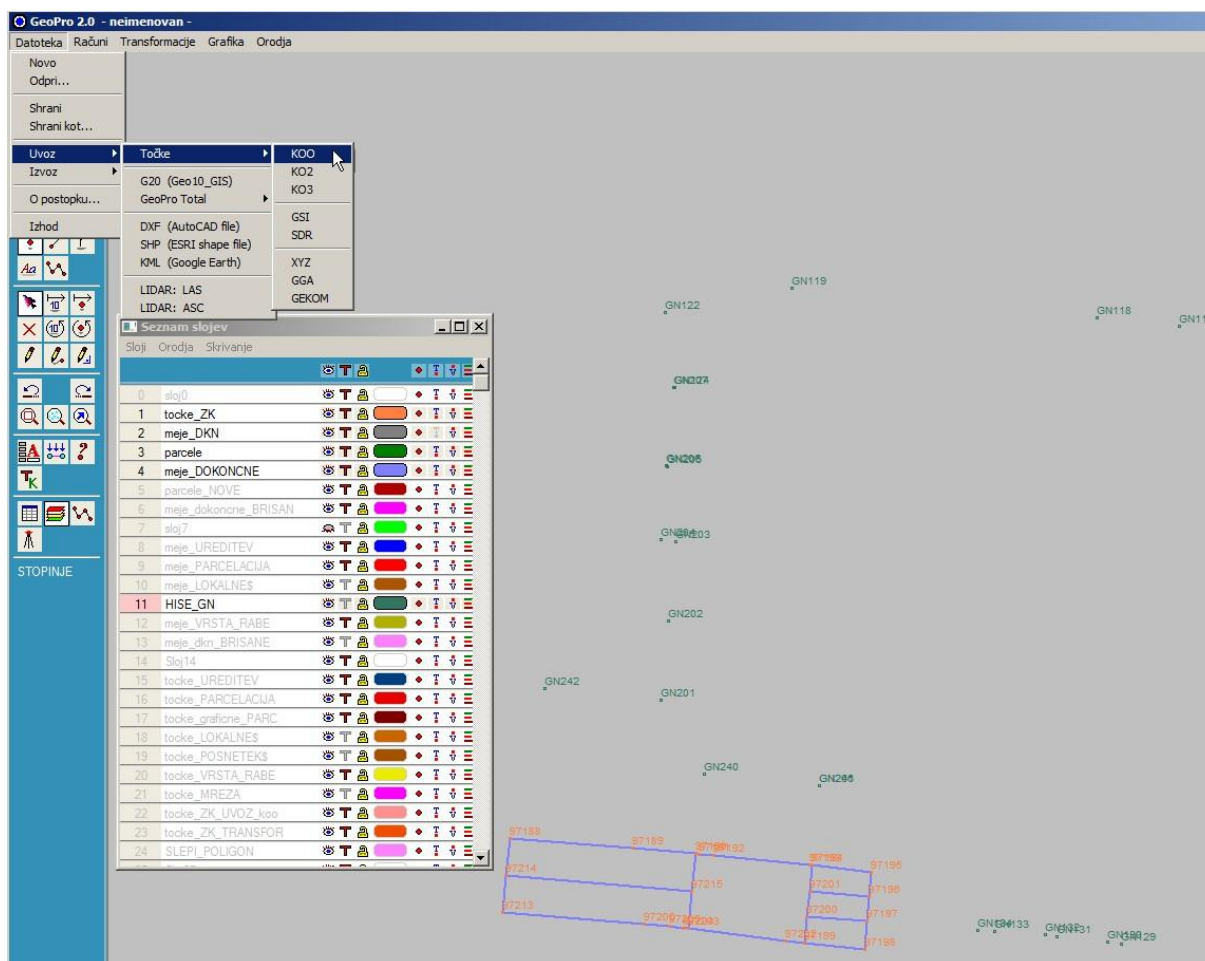 GeoPro 2.0 - neimenovan -
Datoteka Računi Transformacije Grafika Orodja
Novo
Odpri...
Shrani
Shrani kot...
Uvoz
Izvoz
O postopku...
Izhod
Točke
G20 (Geo10_GIS)
GeoPro Total
DXF (AutoCAD file)
SHP (ESRI shape file)
KML (Google Earth)
LIDAR: LAS
LIDAR: ASC
KOO
KO2
KO3
GSI
SDR
XYZ
GGA
GEKOM
STOPINJE
Seznam slojev
Sloji Orodja Skrivanje
0 sloj0
1 tocke_ZK
2 meje_DKN
3 parcele
4 meje_DOKONCNE
5 parcele_NOVE
6 meje_dokoncne_BRISAN
7 sloj7
8 meje_UREDITEV
9 meje_PARCELACIJA
10 meje_LOKALNE$
11 HISE_GN
12 meje_VRSTA_RABE
13 meje_dkn_BRISANE
14 Sloj14
15 tocke_UREDITEV
16 tocke_PARCELACIJA
17 tocke_graficne_PARC
18 tocke_LOKALNE$
19 tocke_POSNETEK$
20 tocke_VRSTA_RABE
21 tocke_MREZA
22 tocke_ZK_UVOZ_koo
23 tocke_ZK_TRANSFOR
24 SLEPI_POLIGON
GN119
GN122
GN118
GN202
GN242
GN201
GN240
97188
97189
97195
97214
97215
97201
97196
97213
97200
97197
97199
97198